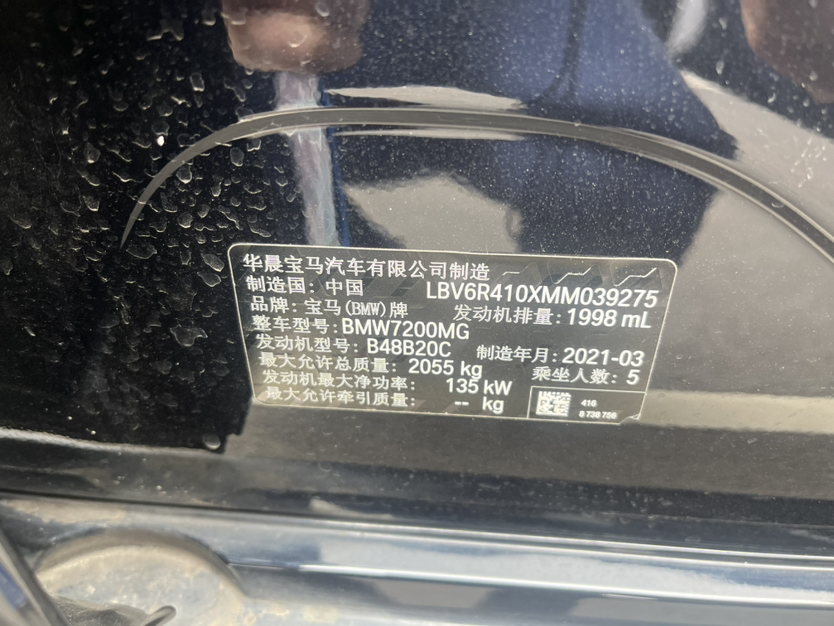 华晨宝马汽车有限公司制造
制造国：中国 LBV6R410XMM039275
品牌：宝马(BMW)牌 发动机排量：1998 mL
整车型号：BMW7200MG
发动机型号：B48B20C 制造年月：2021-03
最大允许总质量：2055 kg 乘坐人数：5
发动机最大净功率：135 kW
最大允许牵引质量：-- kg
416
8 738 756